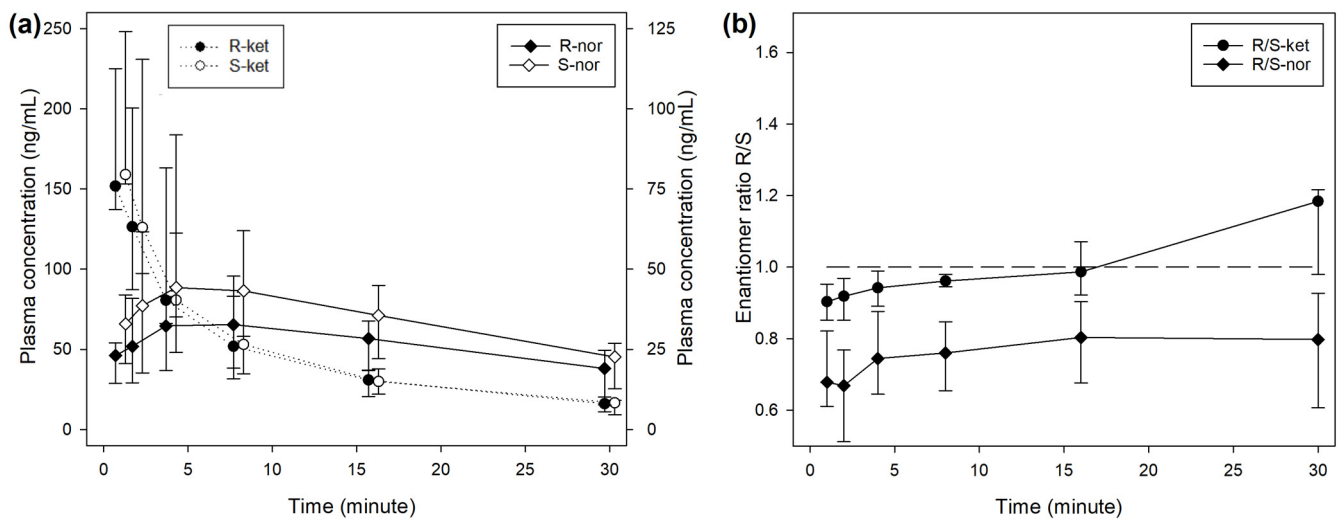 (a)
250
200
150
100
50
0
Plasma concentration (ng/mL)
R-ket
S-ket
R-nor
S-nor
125
100
75
50
25
0
Plasma concentration (ng/mL)
0 5 10 15 20 25 30
Time (minute)
(b)
1.6
1.4
1.2
1.0
0.8
0.6
Enantiomer ratio R/S
R/S-ket
R/S-nor
0 5 10 15 20 25 30
Time (minute)